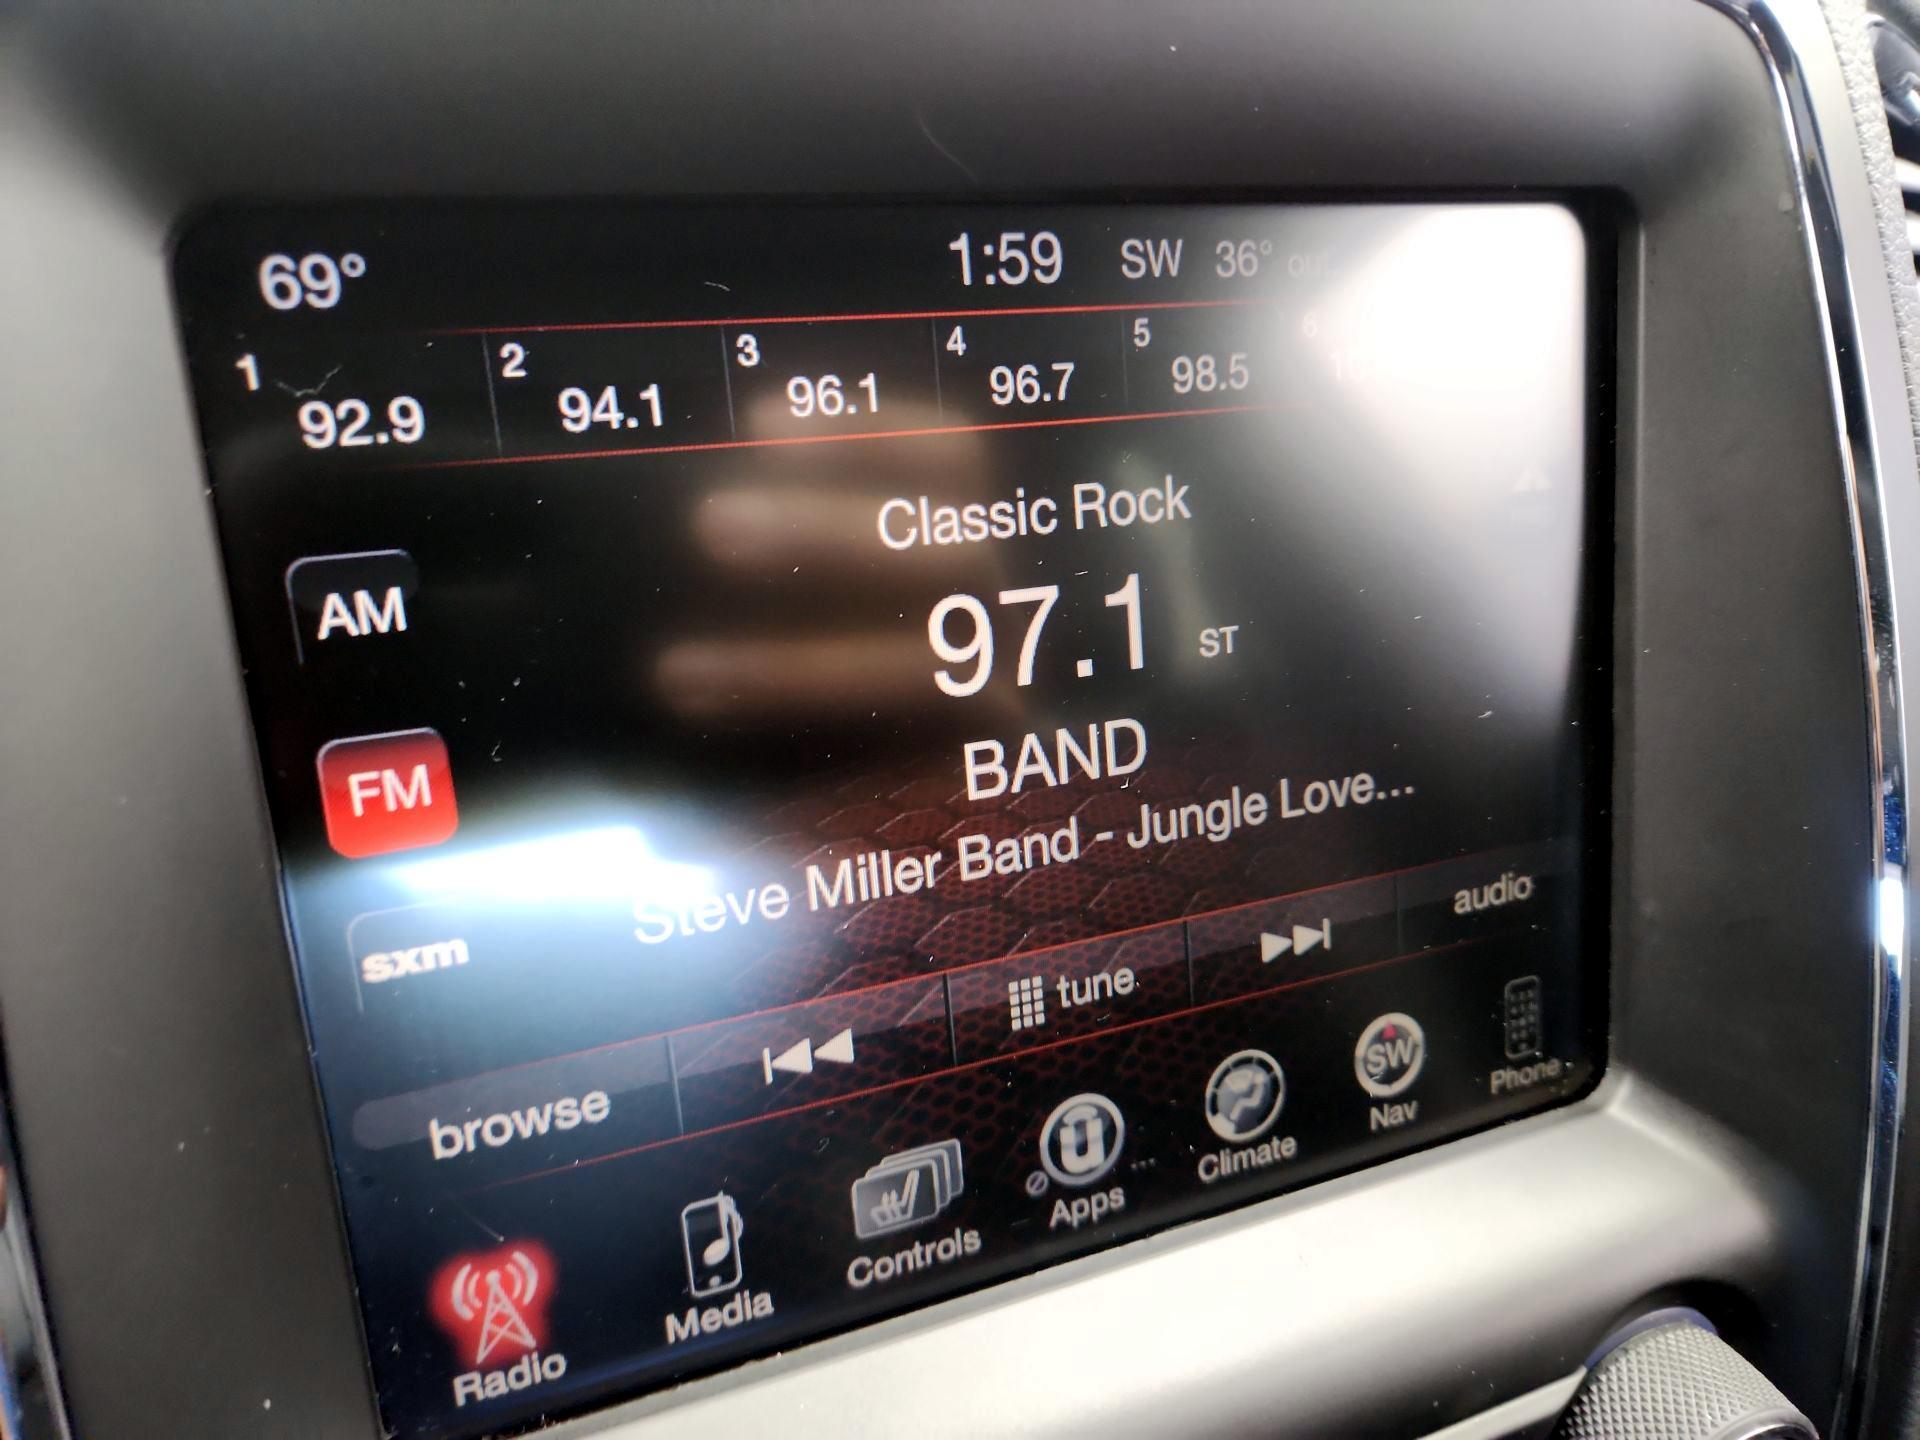 69° 1:59 SW 36°
1 2 3 4 5 6
92.9 94.1 96.1 96.7 98.5
Classic Rock
AM
97.1 ST
FM
BAND
Steve Miller Band - Jungle Love...
sxm
browse tune audio
Radio Media Controls Apps Climate Nav Phone
SW